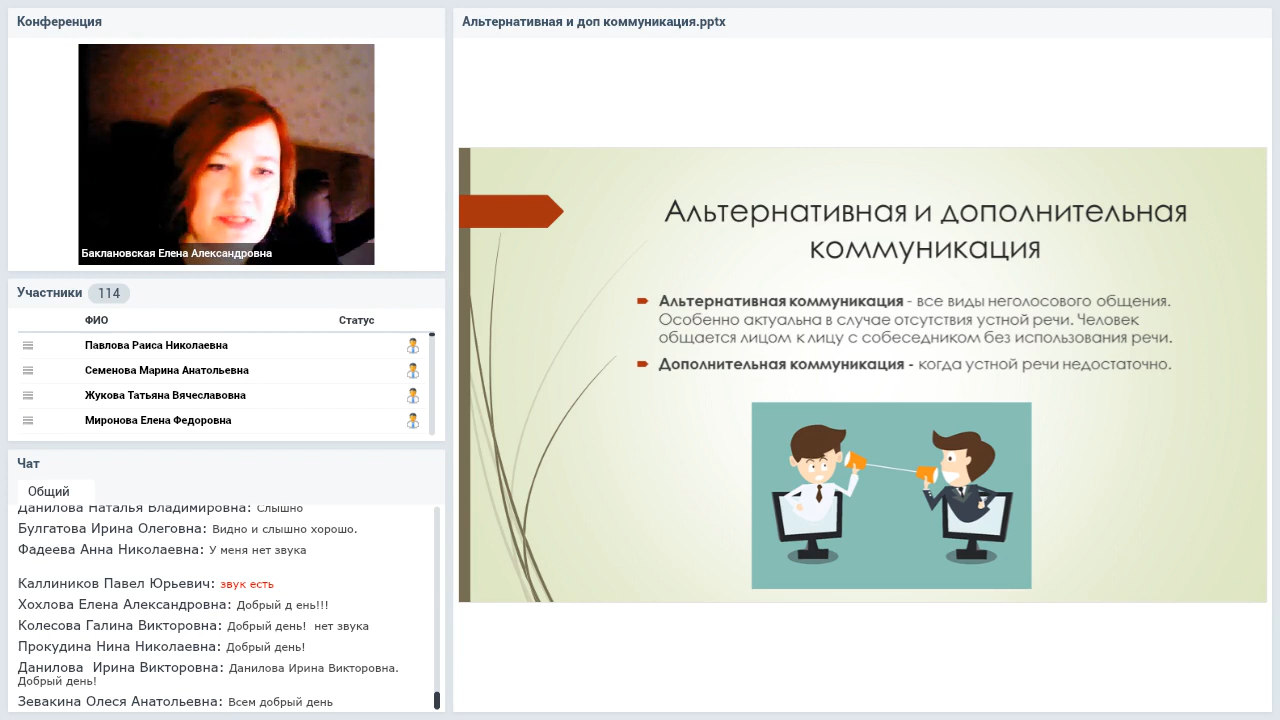 Конференция
Баклановская Елена Александровна
Участники 114
ФИО Статус
Павлова Раиса Николаевна
Семенова Марина Анатольевна
Жукова Татьяна Вячеславовна
Миронова Елена Федоровна
Чат
Общий
Данилова Наталья Владимировна: Слышно
Булгатова Ирина Олеговна: Видно и слышно хорошо.
Фадеева Анна Николаевна: У меня нет звука
Каллиников Павел Юрьевич: звук есть
Хохлова Елена Александровна: Добрый д ень!!!
Колесова Галина Викторовна: Добрый день!  нет звука
Прокудина Нина Николаевна: Добрый день!
Данилова  Ирина Викторовна: Данилова Ирина Викторовна.
Добрый день!
Зевакина Олеся Анатольевна: Всем добрый день
Альтернативная и доп коммуникация.pptx
Альтернативная и дополнительная
коммуникация
Альтернативная коммуникация - все виды неголосового общения.
Особенно актуальна в случае отсутствия устной речи. Человек
общается лицом к лицу с собеседником без использования речи.
Дополнительная коммуникация - когда устной речи недостаточно.